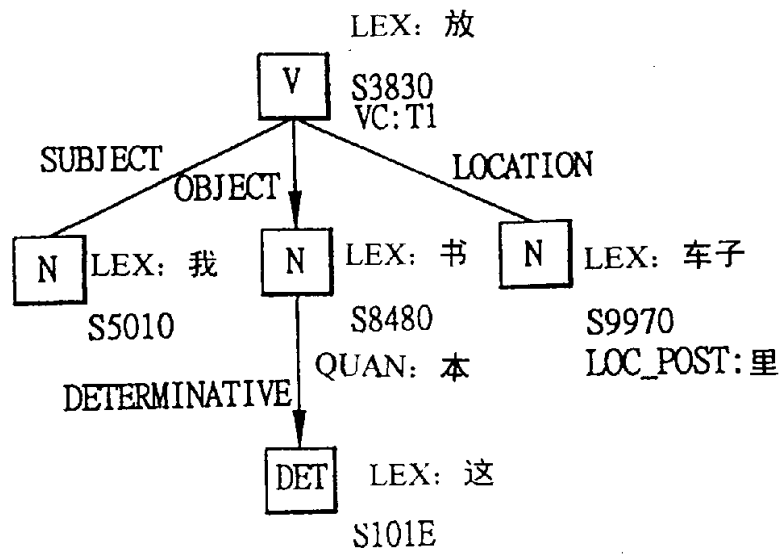 LEX: 放
V
S3830
VC:T1
SUBJECT
OBJECT
LOCATION
N
LEX: 我
S5010
N
LEX: 书
S8480
QUAN: 本
N
LEX: 车子
S9970
LOC_POST:里
DETERMINATIVE
DET
LEX: 这
S101E